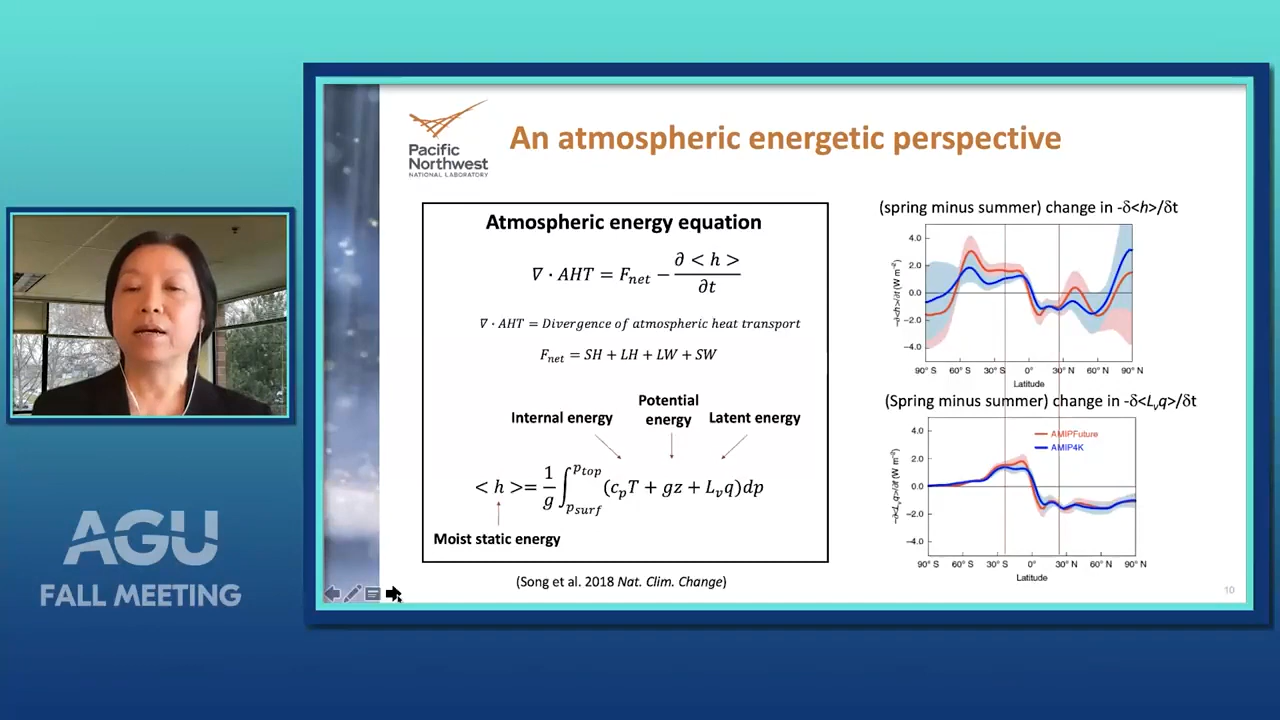 Pacific
Northwest
NATIONAL LABORATORY
An atmospheric energetic perspective
Atmospheric energy equation
∇ · AHT = F_net − ∂ < h > / ∂t
∇ · AHT = Divergence of atmospheric heat transport
F_net = SH + LH + LW + SW
Internal energy
Potential
energy
Latent energy
< h >= 1/g ∫_{p_surf}^{p_top} (c_pT + gz + L_vq)dp
Moist static energy
(Song et al. 2018 Nat. Clim. Change)
(spring minus summer) change in -δ<h>/δt
−∂<h>/∂t (W m⁻²)
4.0
2.0
0.0
−2.0
−4.0
90° S 60° S 30° S 0° 30° N 60° N 90° N
Latitude
(Spring minus summer) change in -δ<Lᵥq>/δt
−∂<Lᵥq>/∂t (W m⁻²)
4.0
2.0
0.0
−2.0
−4.0
AMIPFuture
AMIP4K
90° S 60° S 30° S 0° 30° N 60° N 90° N
Latitude
10
AGU
FALL MEETING